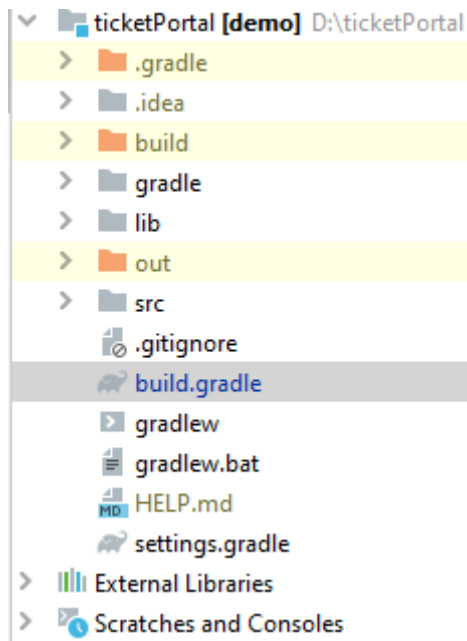 ticketPortal [demo] D:\ticketPortal
.gradle
.idea
build
gradle
lib
out
src
.gitignore
build.gradle
gradlew
gradlew.bat
MD HELP.md
settings.gradle
External Libraries
Scratches and Consoles